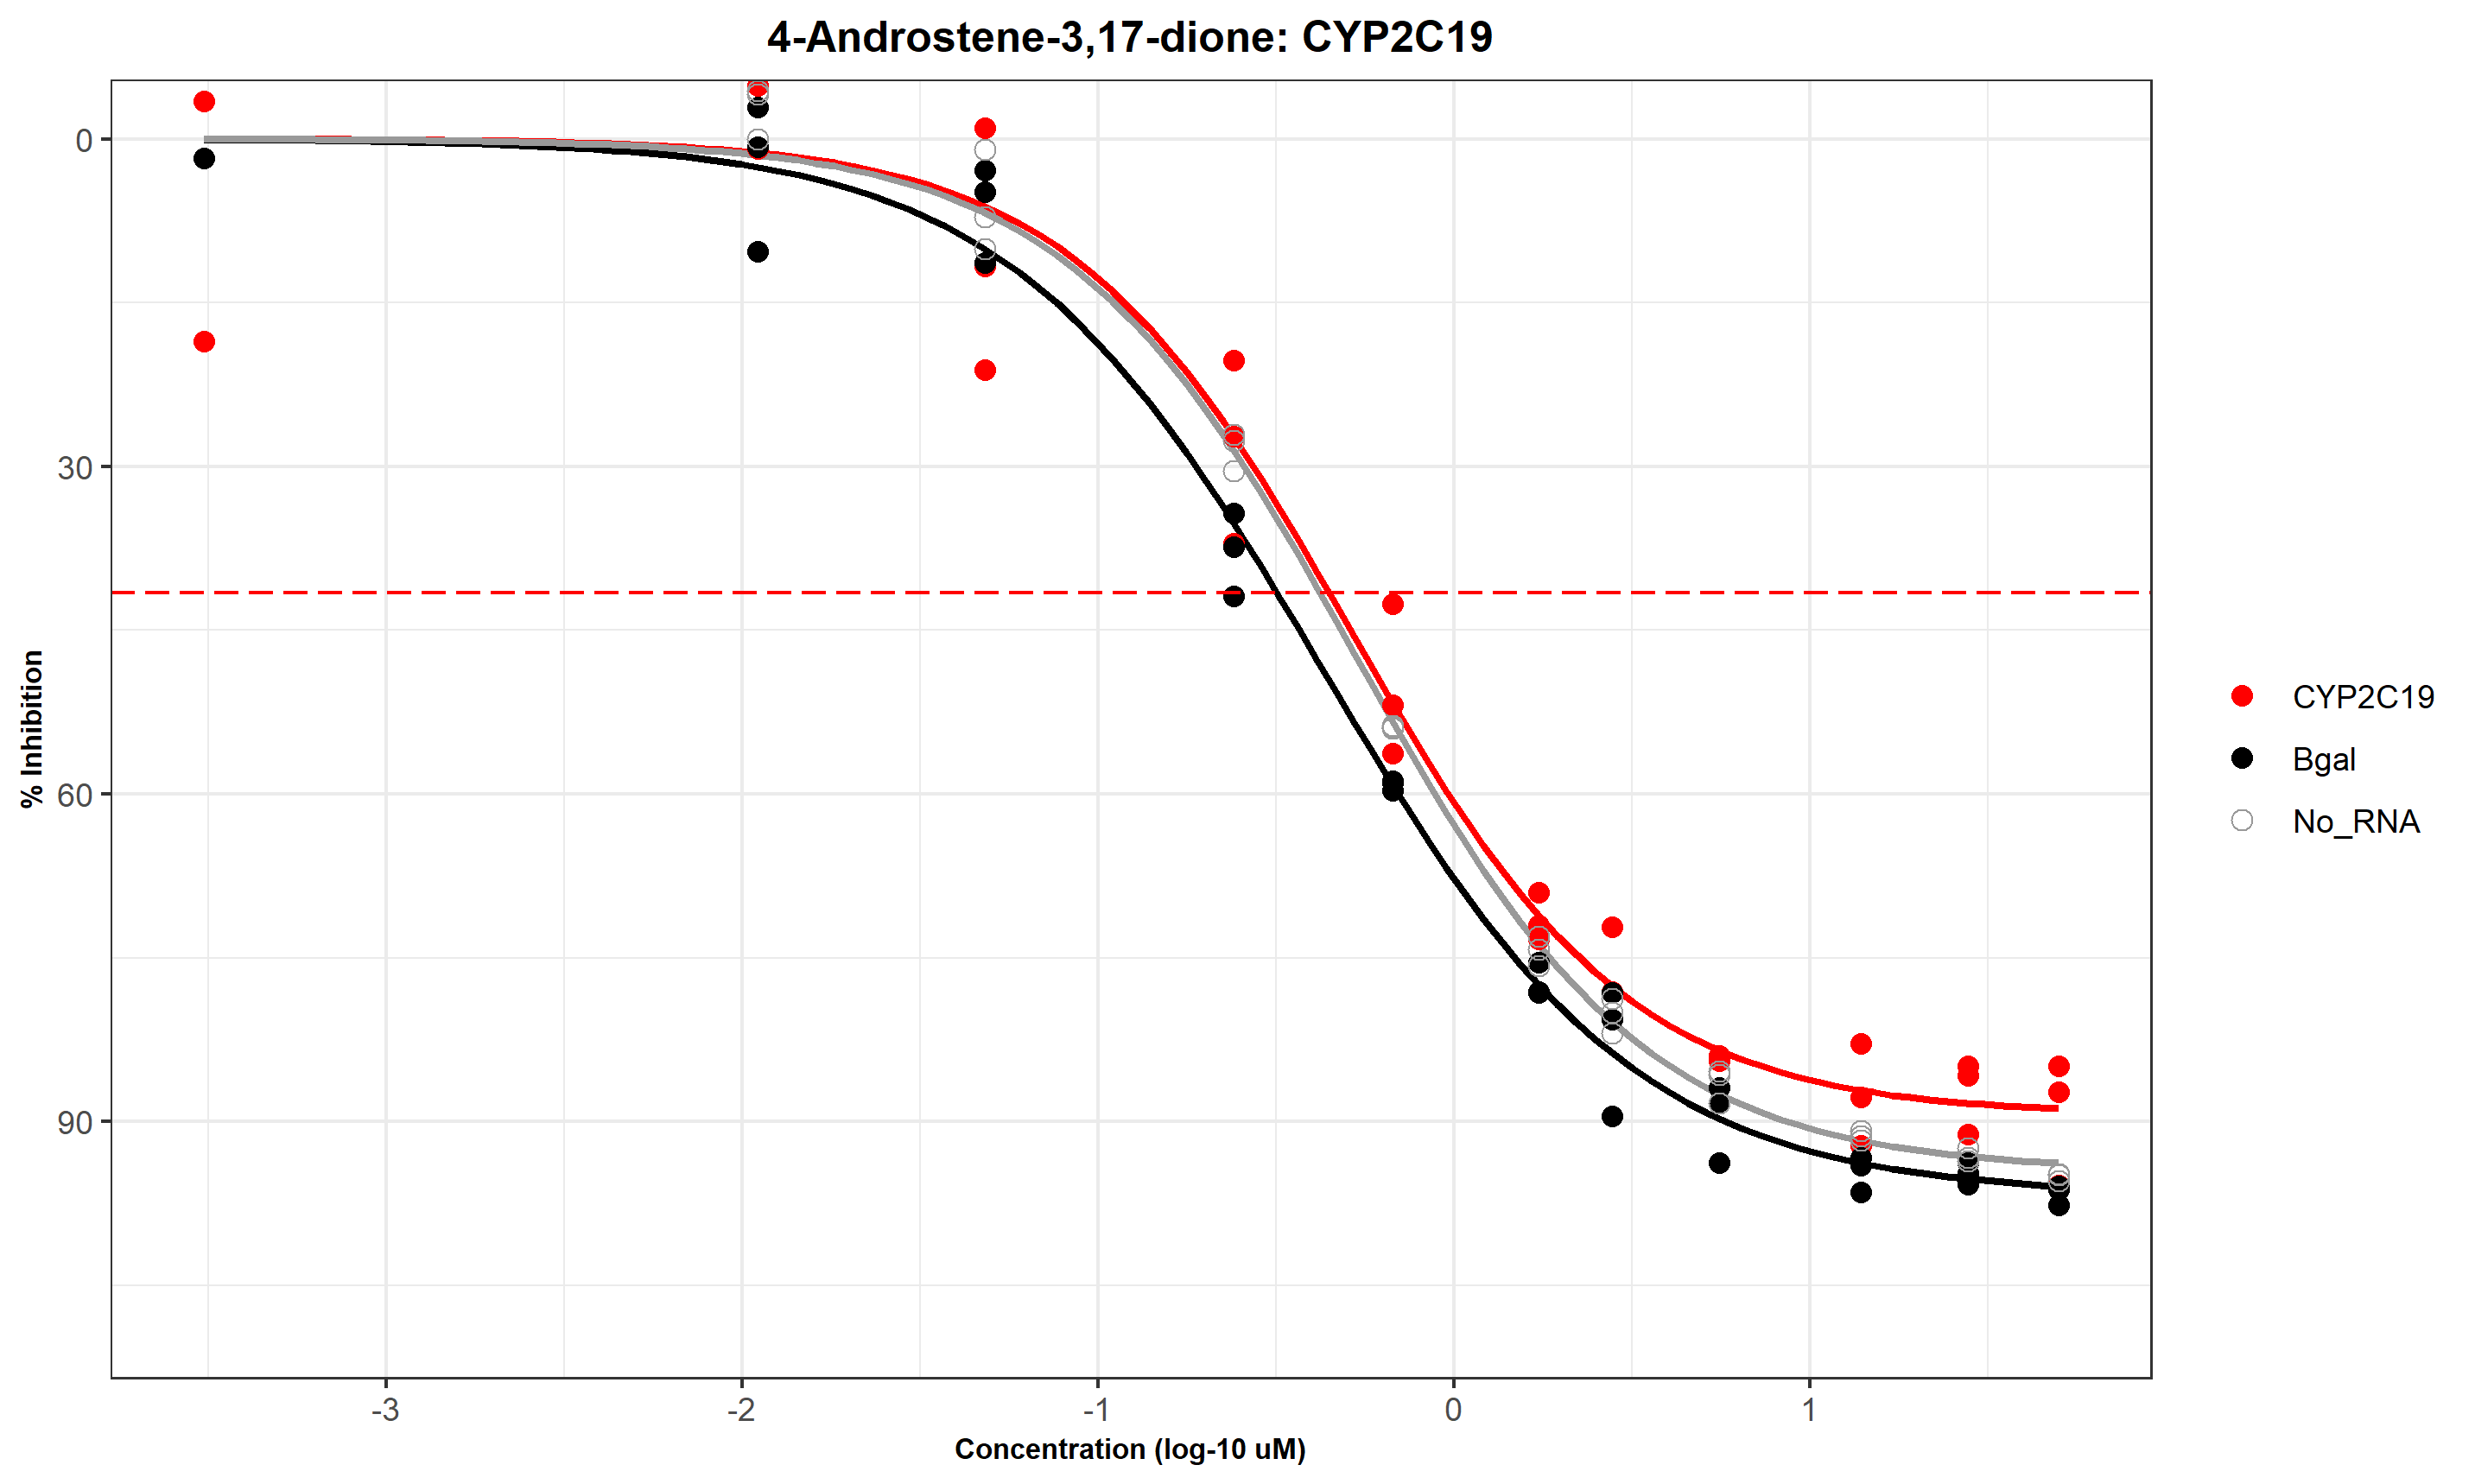 4-Androstene-3,17-dione: CYP2C19
% Inhibition
0
30
60
90
-3
-2
-1
0
1
Concentration (log-10 uM)
CYP2C19
Bgal
No_RNA